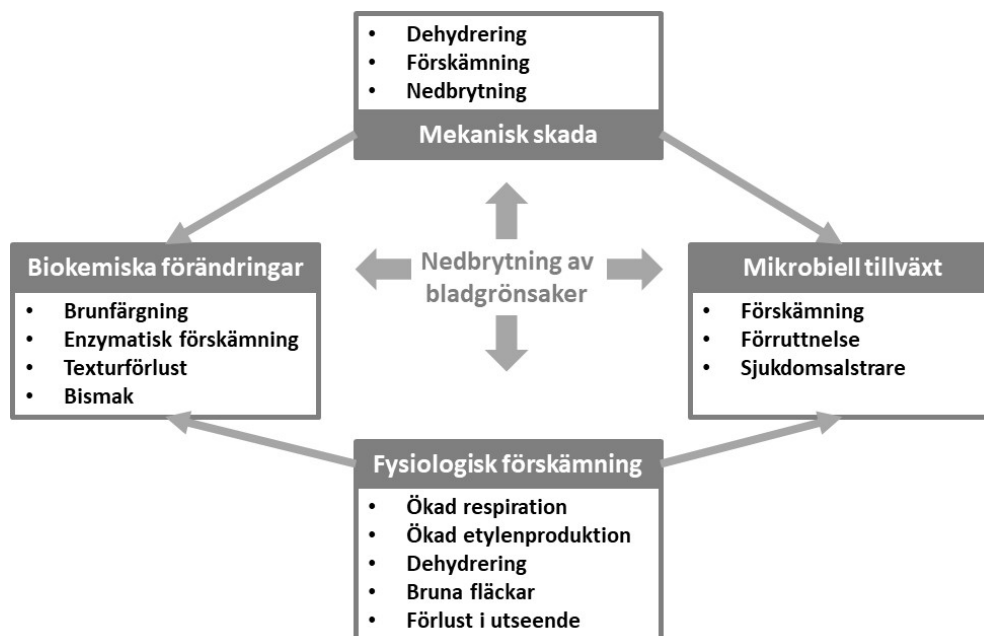 • Dehydrering
• Förskämning
• Nedbrytning
Mekanisk skada
Biokemiska förändringar
• Brunfärgning
• Enzymatisk förskämning
• Texturförlust
• Bismak
Nedbrytning av
bladgrönsaker
Mikrobiell tillväxt
• Förskämning
• Förruttnelse
• Sjukdomsalstrare
Fysiologisk förskämning
• Ökad respiration
• Ökad etylenproduktion
• Dehydrering
• Bruna fläckar
• Förlust i utseende